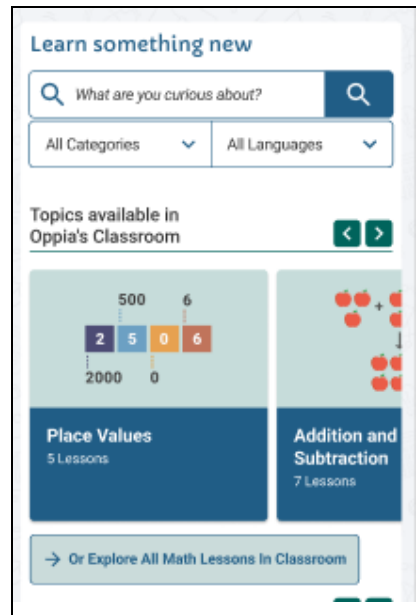 Learn something new
What are you curious about?
All Categories
All Languages
Topics available in
Oppia's Classroom
500 6
2 5 0 6
2000 0
+
Place Values
5 Lessons
Addition and
Subtraction
7 Lessons
→ Or Explore All Math Lessons In Classroom